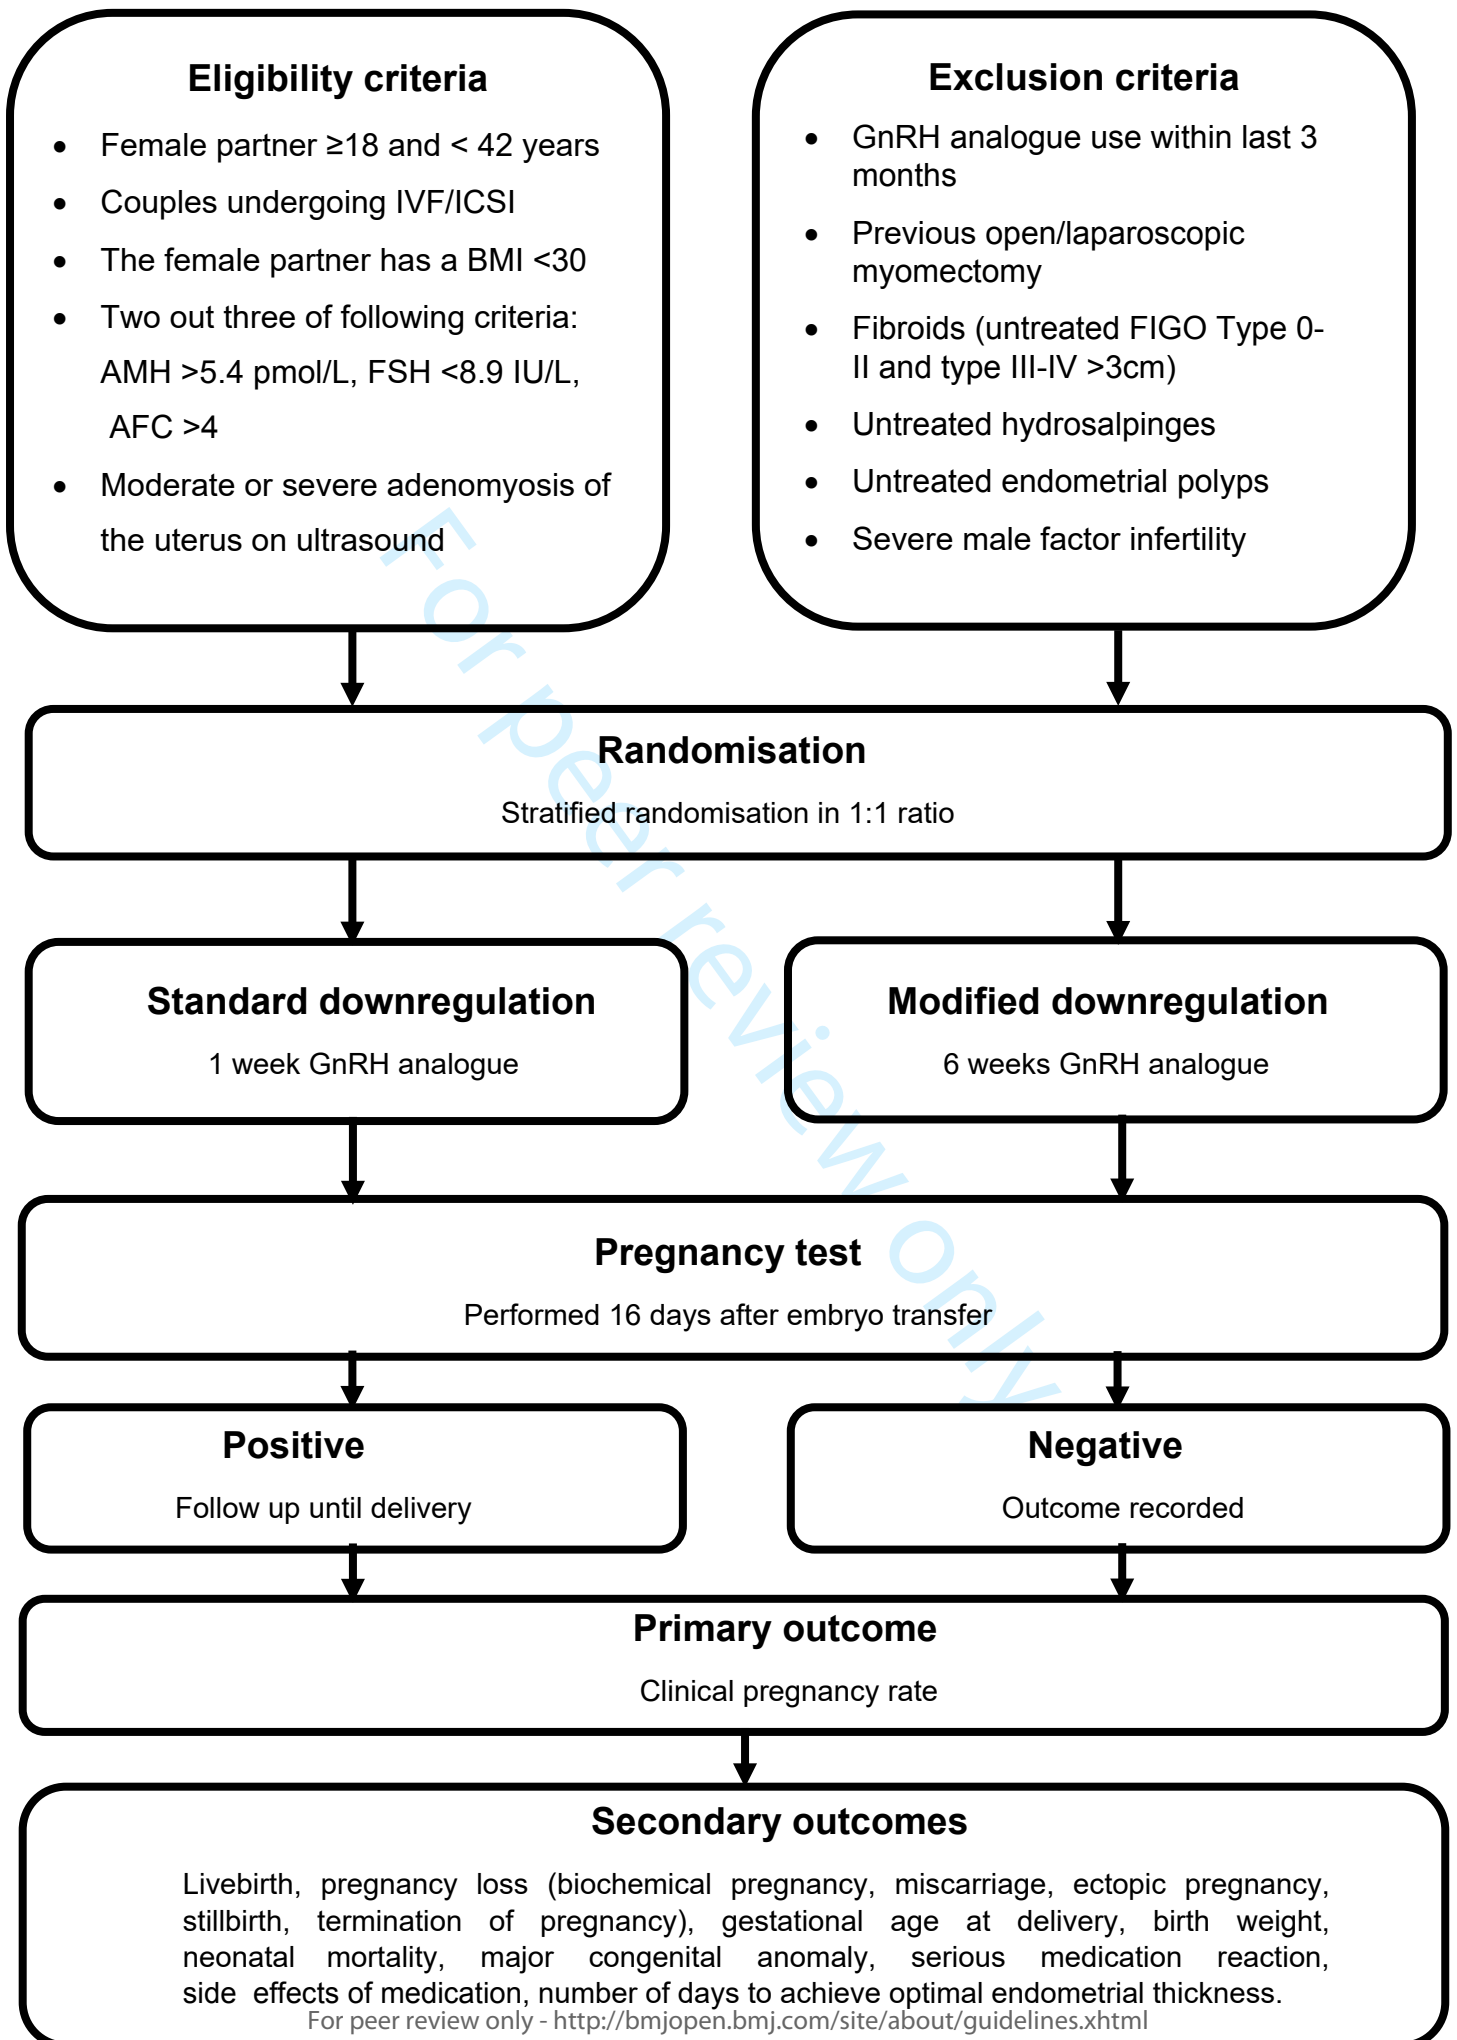 Eligibility criteria
• Female partner ≥18 and < 42 years
• Couples undergoing IVF/ICSI
• The female partner has a BMI <30
• Two out three of following criteria:
AMH >5.4 pmol/L, FSH <8.9 IU/L,
AFC >4
• Moderate or severe adenomyosis of
the uterus on ultrasound
Exclusion criteria
• GnRH analogue use within last 3
months
• Previous open/laparoscopic
myomectomy
• Fibroids (untreated FIGO Type 0-
II and type III-IV >3cm)
• Untreated hydrosalpinges
• Untreated endometrial polyps
• Severe male factor infertility
Randomisation
Stratified randomisation in 1:1 ratio
Standard downregulation
1 week GnRH analogue
Modified downregulation
6 weeks GnRH analogue
Pregnancy test
Performed 16 days after embryo transfer
Positive
Follow up until delivery
Negative
Outcome recorded
Primary outcome
Clinical pregnancy rate
Secondary outcomes
Livebirth, pregnancy loss (biochemical pregnancy, miscarriage, ectopic pregnancy,
stillbirth, termination of pregnancy), gestational age at delivery, birth weight,
neonatal mortality, major congenital anomaly, serious medication reaction,
side effects of medication, number of days to achieve optimal endometrial thickness.
For peer review only - http://bmjopen.bmj.com/site/about/guidelines.xhtml
For peer review only